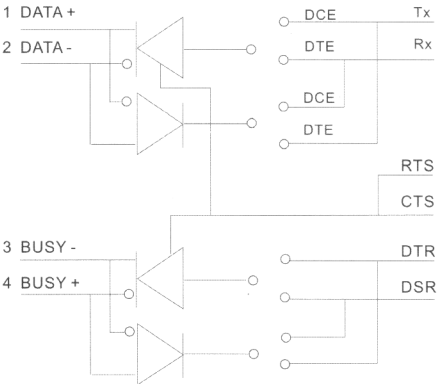 1 DATA + DCE Tx
2 DATA - DTE Rx
DCE
DTE
RTS
CTS
3 BUSY - DTR
4 BUSY + DSR